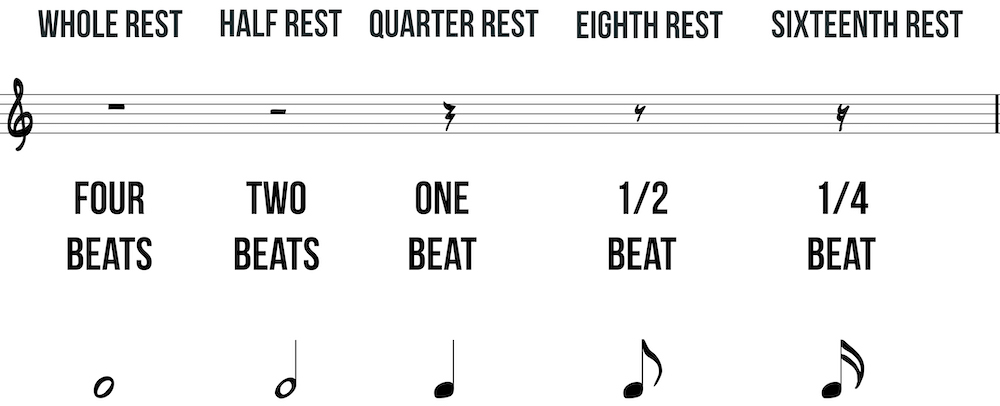 WHOLE REST HALF REST QUARTER REST EIGHTH REST SIXTEENTH REST
FOUR TWO ONE 1/2 1/4
BEATS BEATS BEAT BEAT BEAT